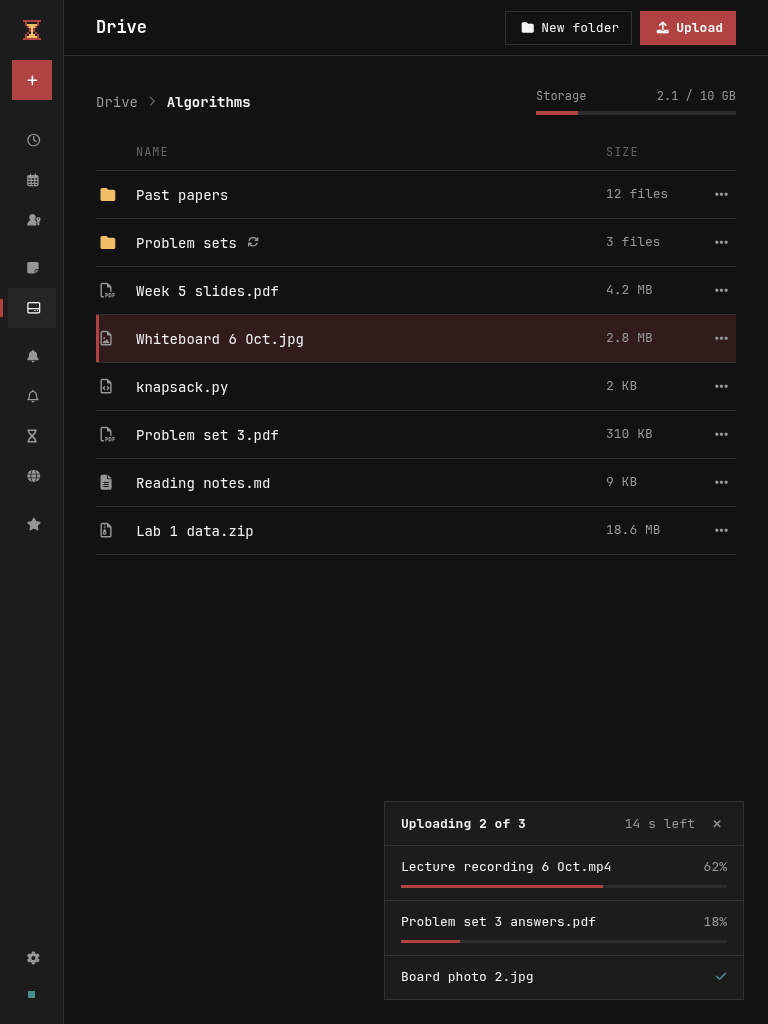 Drive
New folder
Upload
Drive > Algorithms
Storage 2.1 / 10 GB
NAME SIZE
Past papers 12 files
Problem sets 3 files
Week 5 slides.pdf 4.2 MB
Whiteboard 6 Oct.jpg 2.8 MB
knapsack.py 2 KB
Problem set 3.pdf 310 KB
Reading notes.md 9 KB
Lab 1 data.zip 18.6 MB
Uploading 2 of 3 14 s left
Lecture recording 6 Oct.mp4 62%
Problem set 3 answers.pdf 18%
Board photo 2.jpg